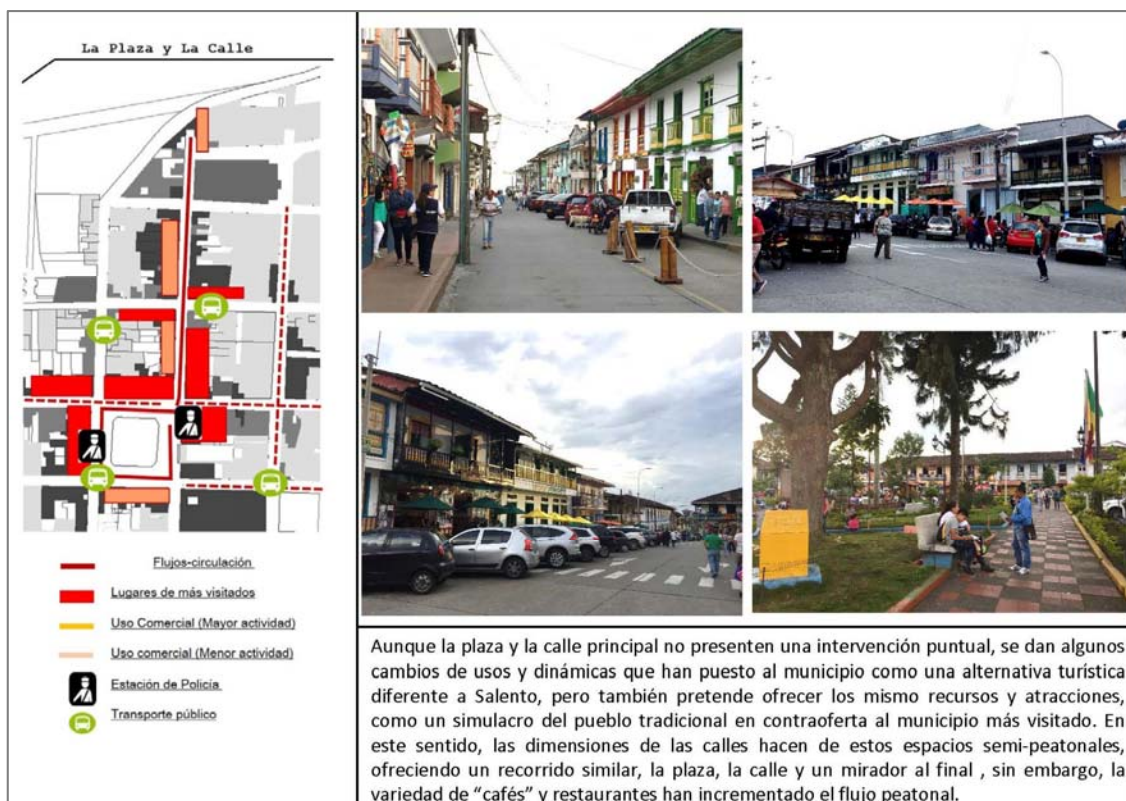 La Plaza y La Calle
Flujos-circulación
Lugares de más visitados
Uso Comercial (Mayor actividad)
Uso comercial (Menor actividad)
Estación de Policía
Transporte público
Aunque la plaza y la calle principal no presenten una intervención puntual, se dan algunos
cambios de usos y dinámicas que han puesto al municipio como una alternativa turística
diferente a Salento, pero también pretende ofrecer los mismo recursos y atracciones,
como un simulacro del pueblo tradicional en contraoferta al municipio más visitado. En
este sentido, las dimensiones de las calles hacen de estos espacios semi-peatonales,
ofreciendo un recorrido similar, la plaza, la calle y un mirador al final , sin embargo, la
variedad de “cafés” y restaurantes han incrementado el flujo peatonal.